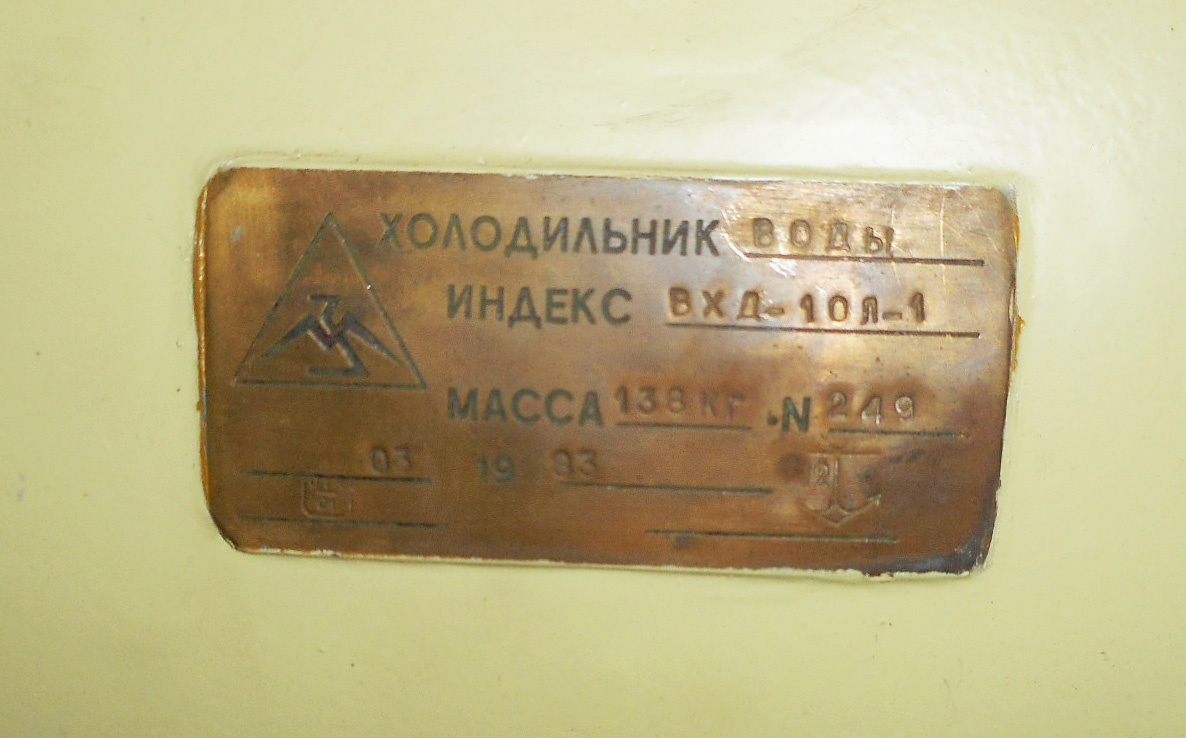 ХОЛОДИЛЬНИК ВОДЫ
ИНДЕКС ВХД-10Л-1
МАССА 138 КГ .N 249
03 19 93